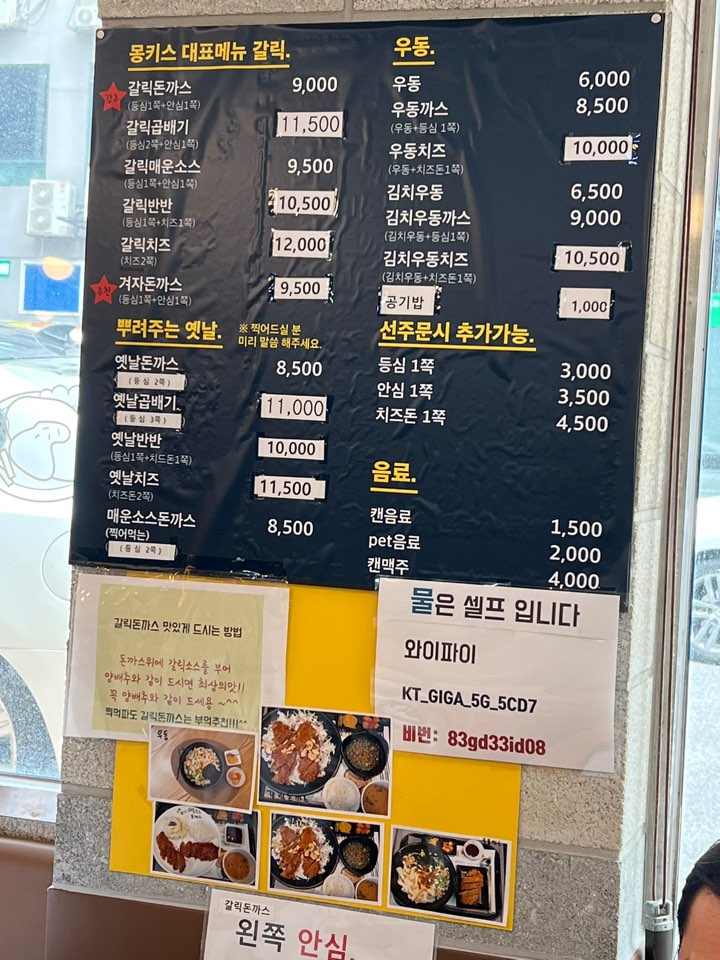 몽키스 대표메뉴 갈릭.
갈릭돈까스 9,000
(등심1쪽+안심1쪽)
갈릭곱배기 11,500
(등심2쪽+안심1쪽)
갈릭매운소스 9,500
(등심1쪽+안심1쪽)
갈릭반반 10,500
(등심1쪽+치즈1쪽)
갈릭치즈 12,000
(치즈2쪽)
추천
겨자돈까스 9,500
(등심1쪽+안심1쪽)
뿌려주는 옛날.
※ 찍어드실 분
미리 말씀 해주세요.
옛날돈까스 8,500
(등심 2쪽)
옛날곱배기 11,000
(등심 3쪽)
옛날반반 10,000
(등심1쪽+치즈돈1쪽)
옛날치즈 11,500
(치즈돈2쪽)
매운소스돈까스 8,500
(찍어먹는)
(등심 2쪽)
우동.
우동 6,000
우동까스 8,500
(우동+등심 1쪽)
우동치즈 10,000
(우동+치즈돈1쪽)
김치우동 6,500
김치우동까스 9,000
(김치우동+등심1쪽)
김치우동치즈 10,500
(김치우동+치즈돈1쪽)
공기밥 1,000
선주문시 추가가능.
등심 1쪽 3,000
안심 1쪽 3,500
치즈돈 1쪽 4,500
음료.
캔음료 1,500
pet음료 2,000
캔맥주 4,000
갈릭돈까스 맛있게 드시는 방법
돈까스위에 갈릭소스를 부어
양배추와 같이 드시면 최상의맛!!
꼭 양배추와 같이 드세용 ~^^
찍먹파도 갈릭돈까스는 부먹추천!!!^^
물은 셀프 입니다
와이파이
KT_GIGA_5G_5CD7
비번: 83gd33id08
우동
갈릭돈까스
왼쪽 안심.